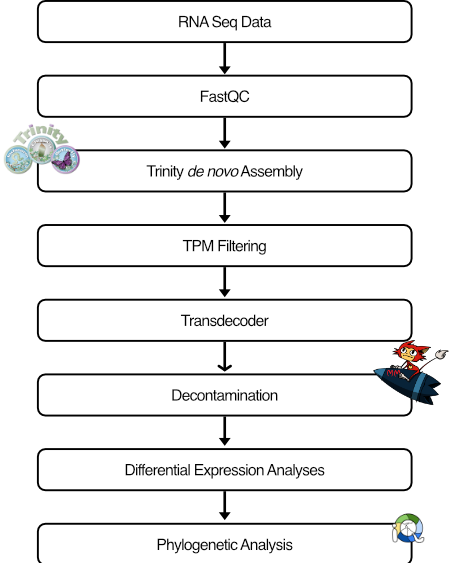 RNA Seq Data
FastQC
Trinity
Trinity de novo Assembly
TPM Filtering
Transdecoder
Decontamination
Differential Expression Analyses
Phylogenetic Analysis